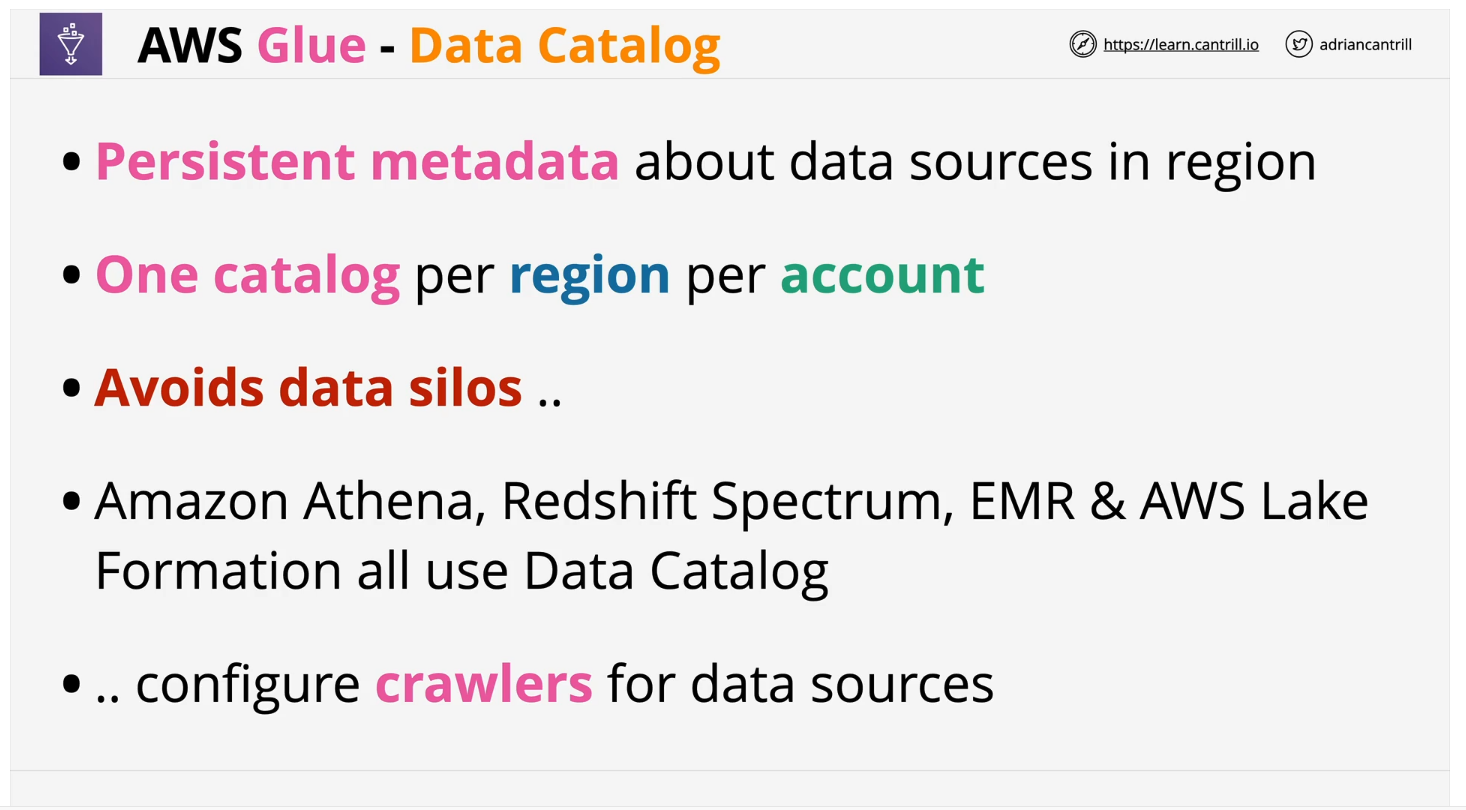 AWS Glue - Data Catalog
https://learn.cantrill.io
adriancantrill
• Persistent metadata about data sources in region
• One catalog per region per account
• Avoids data silos ..
• Amazon Athena, Redshift Spectrum, EMR & AWS Lake
Formation all use Data Catalog
• .. configure crawlers for data sources